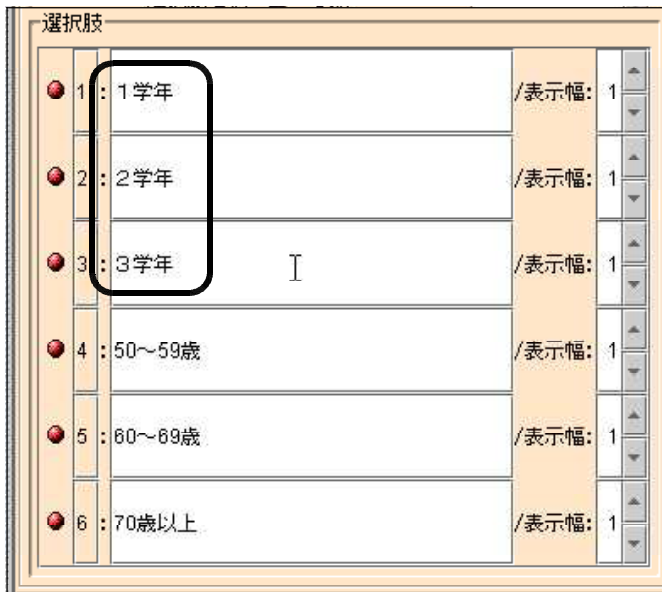 選択肢
1 : １学年 /表示幅: 1
2 : ２学年 /表示幅: 1
3 : ３学年 /表示幅: 1
4 : 50～59歳 /表示幅: 1
5 : 60～69歳 /表示幅: 1
6 : 70歳以上 /表示幅: 1